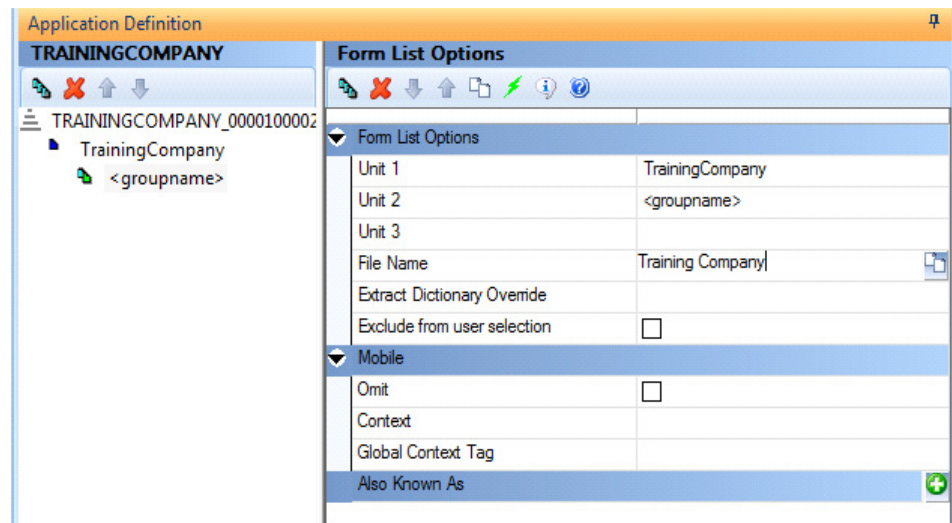 Application Definition
TRAININGCOMPANY
TRAININGCOMPANY_0000100002
TrainingCompany
<groupname>
Form List Options
Form List Options
Unit 1 TrainingCompany
Unit 2 <groupname>
Unit 3
File Name Training Company
Extract Dictionary Override
Exclude from user selection
Mobile
Omit
Context
Global Context Tag
Also Known As